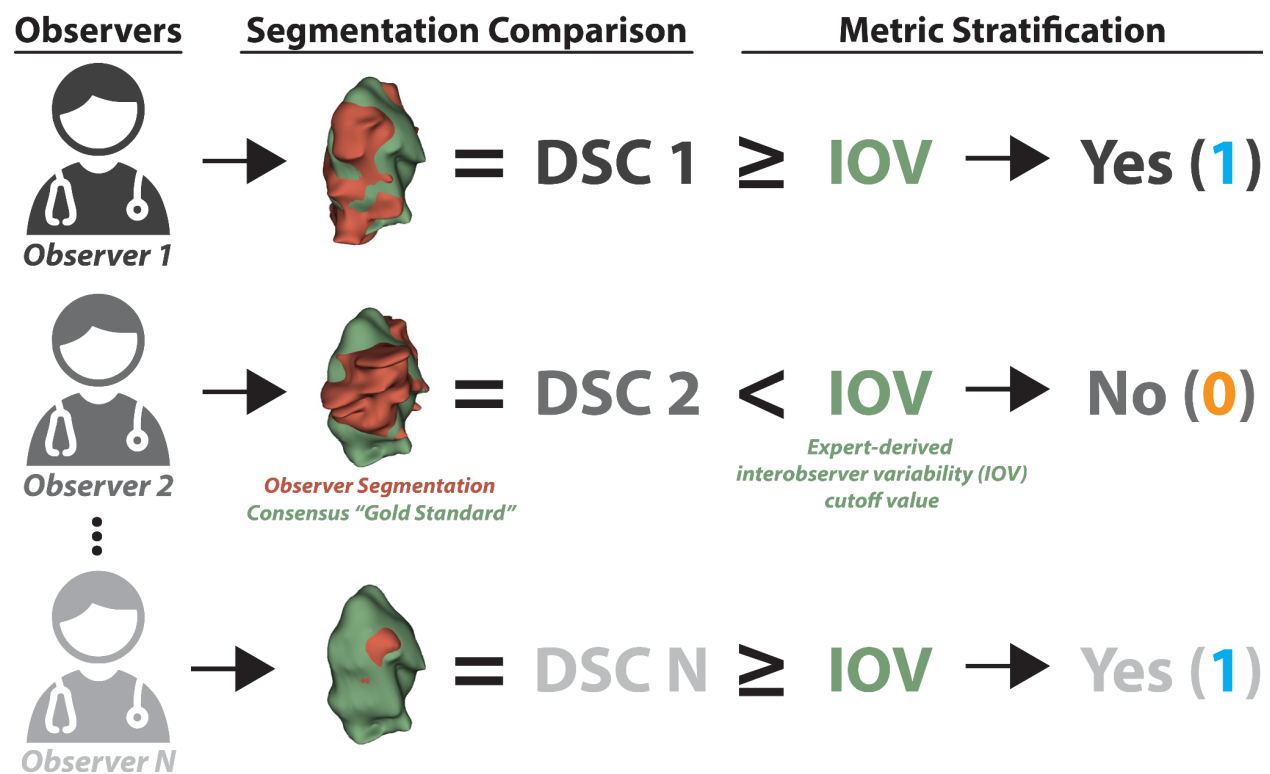 Observers Segmentation Comparison Metric Stratification
= DSC 1 ≥ IOV Yes (1)
Observer 1
= DSC 2 < IOV No (0)
Observer 2
Observer Segmentation
Consensus “Gold Standard”
Expert-derived
interobserver variability (IOV)
cutoff value
= DSC N ≥ IOV Yes (1)
Observer N